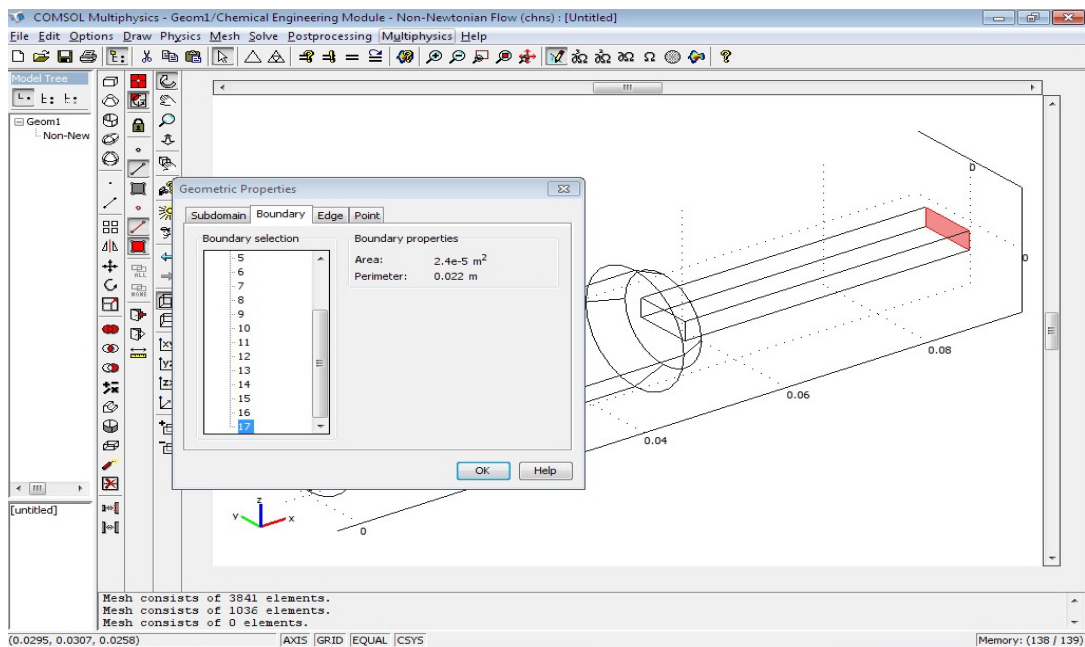 COMSOL Multiphysics - Geom1/Chemical Engineering Module - Non-Newtonian Flow (chns) : [Untitled]
File Edit Options Draw Physics Mesh Solve Postprocessing Multiphysics Help
Model Tree
Geom1
Non-New
Geometric Properties
Subdomain Boundary Edge Point
Boundary selection
5
6
7
8
9
10
11
12
13
14
15
16
17
Boundary properties
Area: 2.4e-5 m²
Perimeter: 0.022 m
OK Help
0.08
0.06
0.04
0
z
y
x
[untitled]
Mesh consists of 3841 elements.
Mesh consists of 1036 elements.
Mesh consists of 0 elements.
(0.0295, 0.0307, 0.0258) AXIS GRID EQUAL CSYS Memory: (138 / 139)